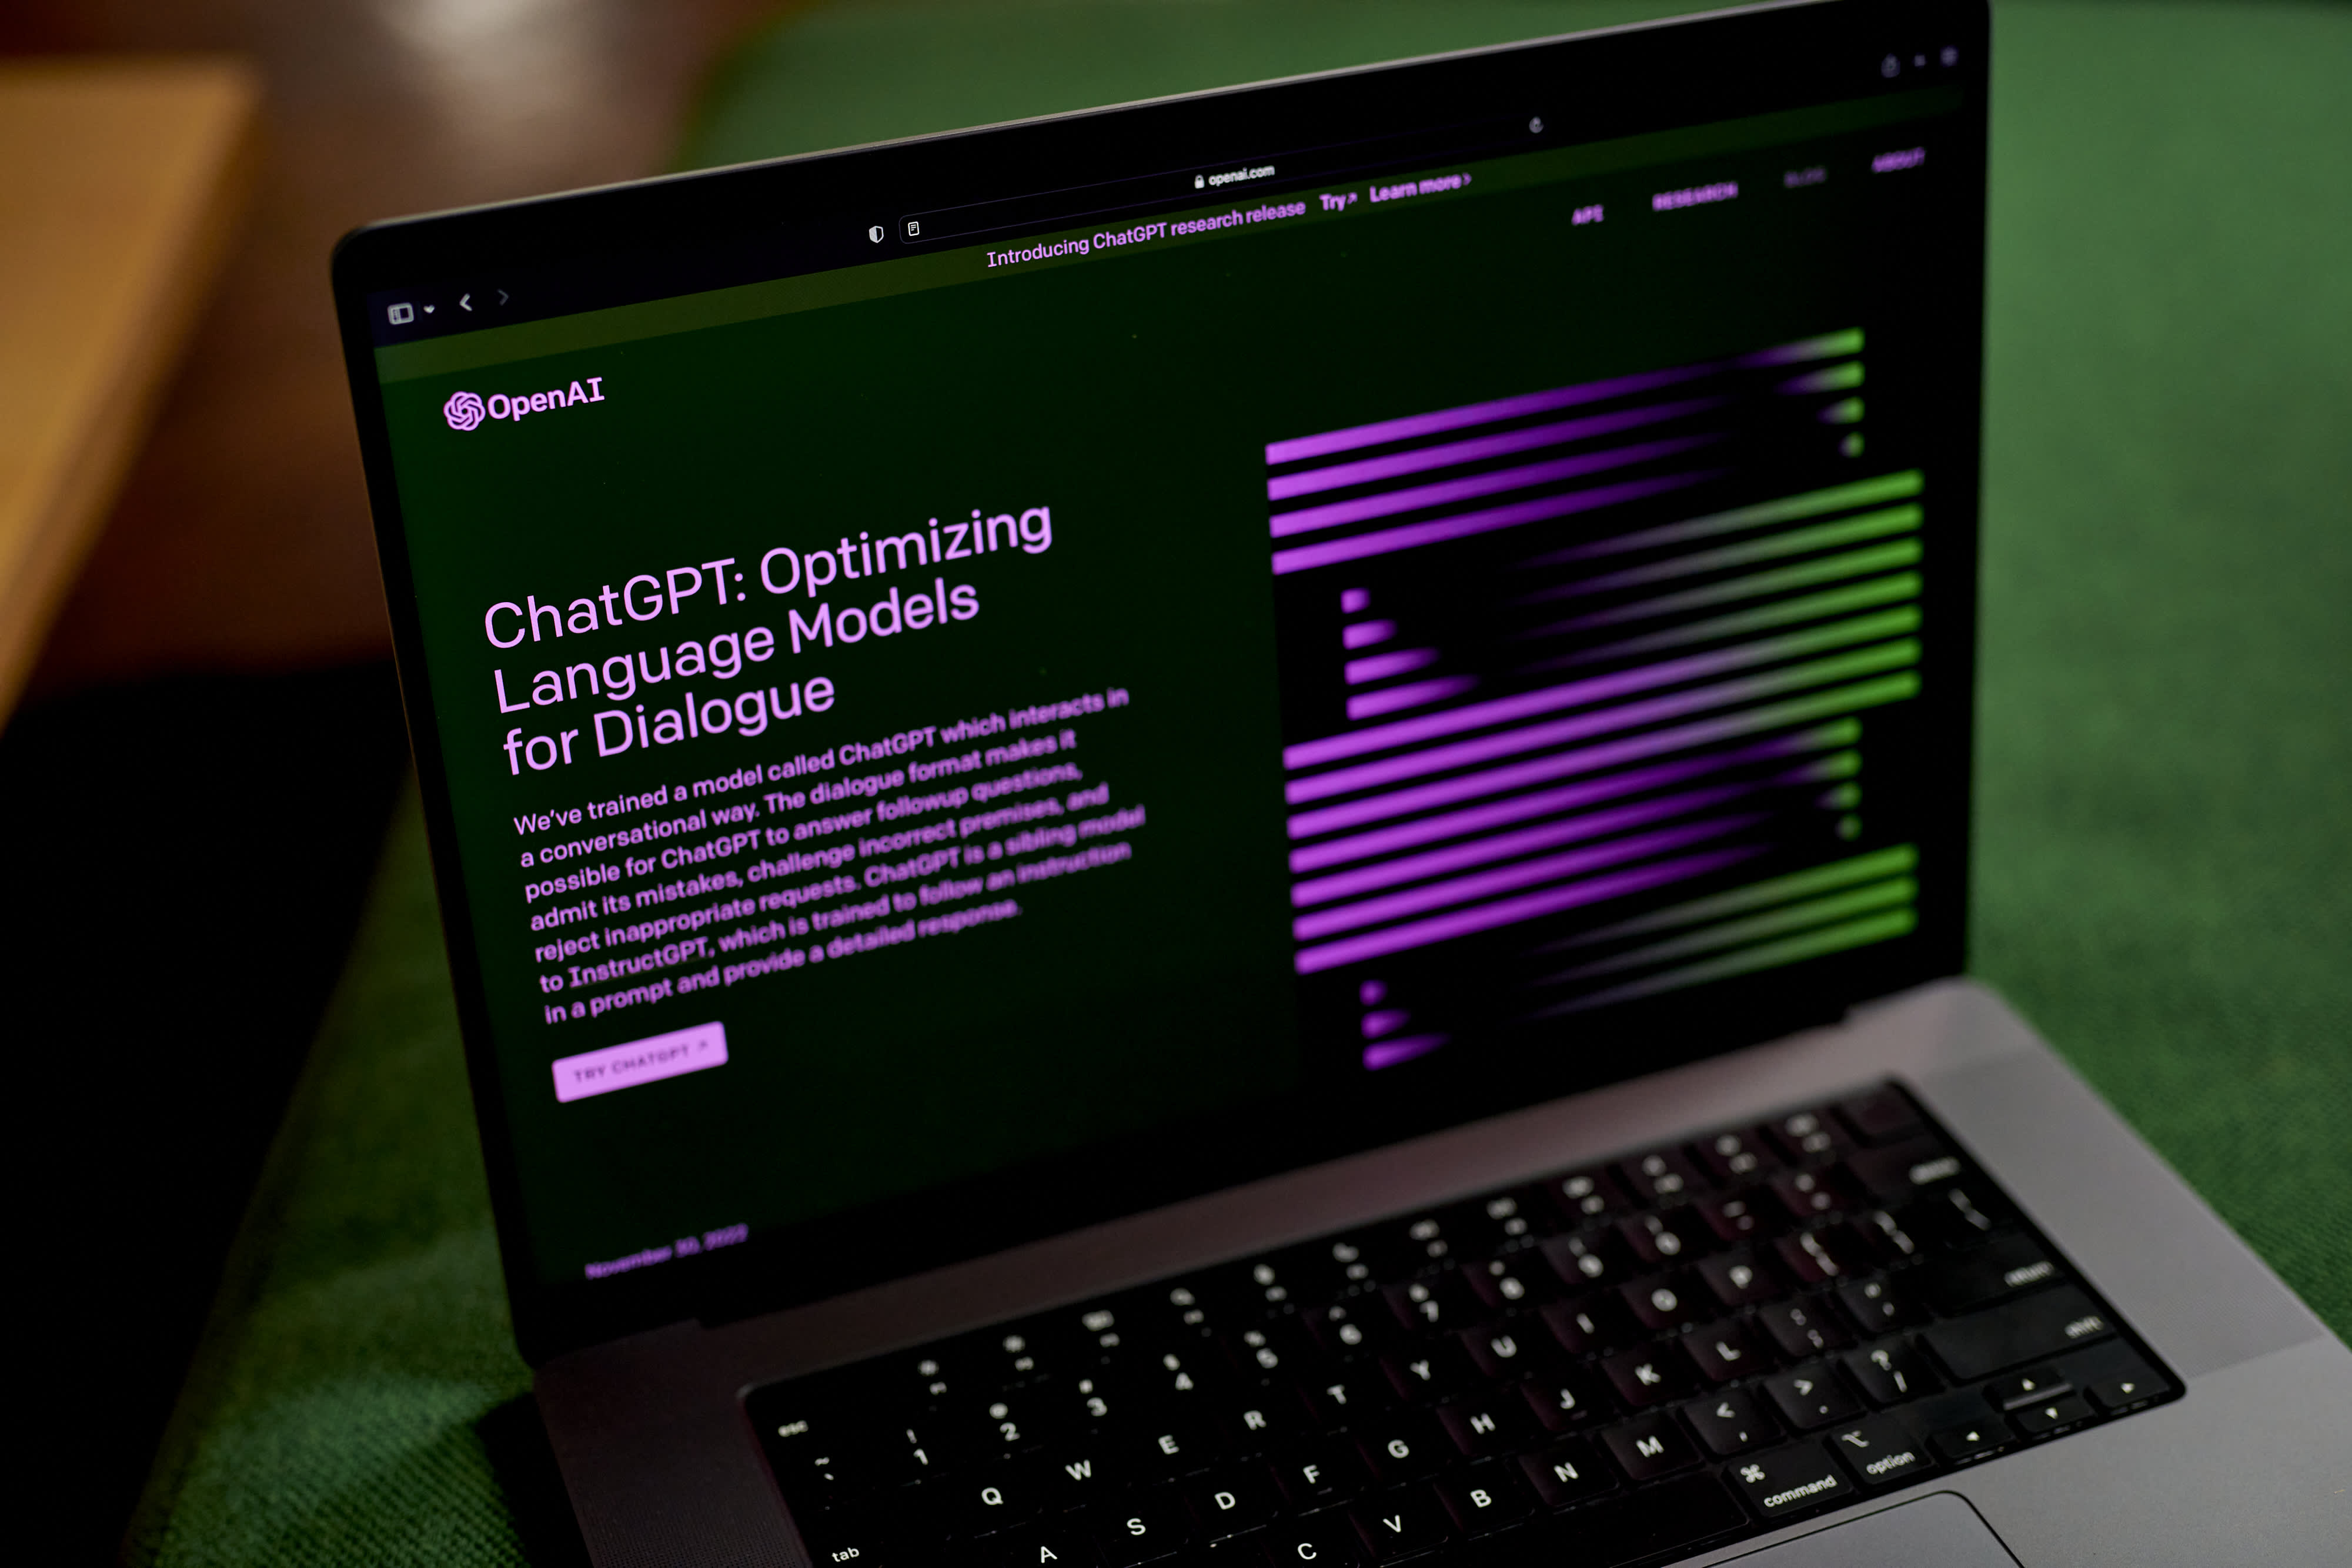 openai.com
Introducing ChatGPT research release Try↗ Learn more›
API RESEARCH BLOG ABOUT
OpenAI
ChatGPT: Optimizing
Language Models
for Dialogue
We've trained a model called ChatGPT which interacts in
a conversational way. The dialogue format makes it
possible for ChatGPT to answer followup questions,
admit its mistakes, challenge incorrect premises, and
reject inappropriate requests. ChatGPT is a sibling model
to InstructGPT, which is trained to follow an instruction
in a prompt and provide a detailed response.
TRY CHATGPT ↗
November 30, 2022
esc
~ ` ! 1 @ 2 # 3 $ 4 % 5 ^ 6 & 7 * 8
tab Q W E R T Y U I O P { [ } ] \
A S D F G H J K L : ; return
C V B N M < , > . ? / shift
⌘ command ⌥ option